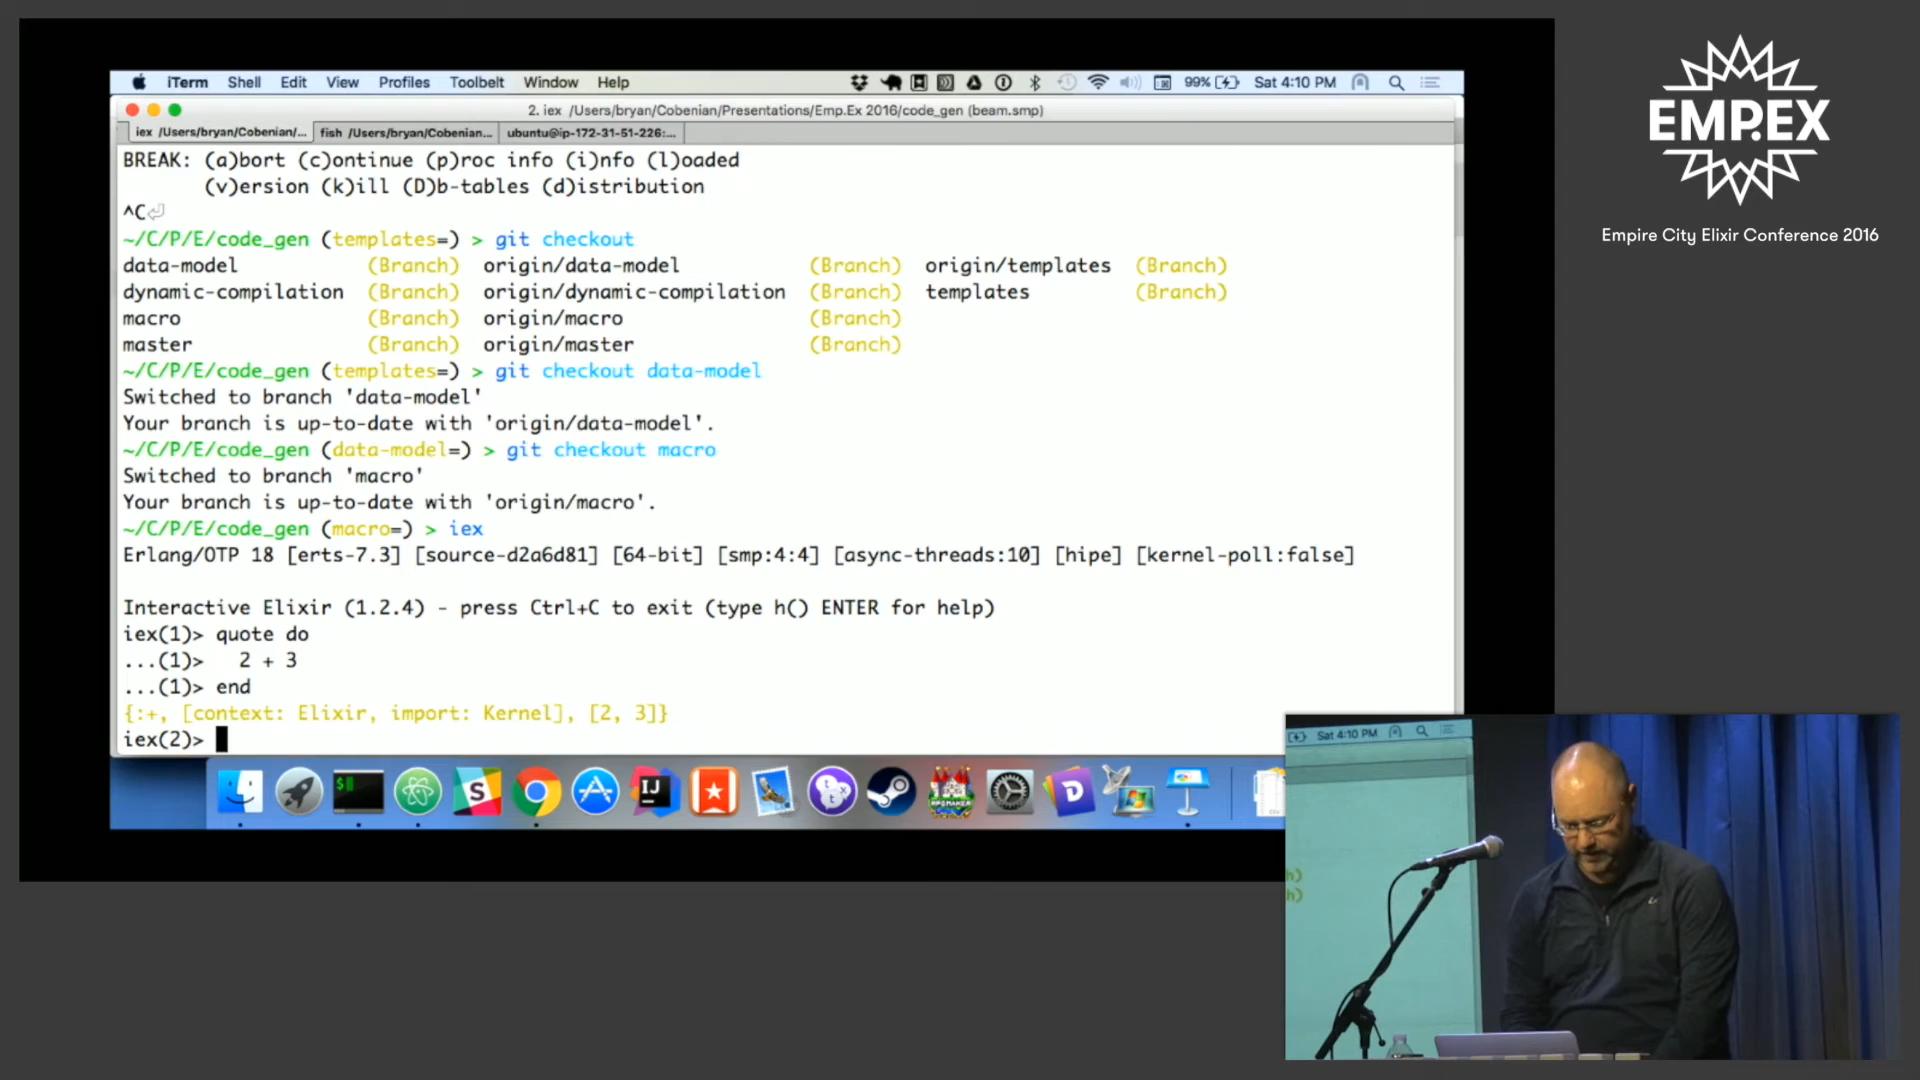 iTerm Shell Edit View Profiles Toolbelt Window Help 99% Sat 4:10 PM
2. iex /Users/bryan/Cobenian/Presentations/Emp.Ex 2016/code_gen (beam.smp)
iex /Users/bryan/Cobenian/... fish /Users/bryan/Cobenian... ubuntu@ip-172-31-51-226:...
BREAK: (a)bort (c)ontinue (p)roc info (i)nfo (l)oaded
(v)ersion (k)ill (D)b-tables (d)istribution
^C⏎
~/C/P/E/code_gen (templates=) > git checkout
data-model (Branch) origin/data-model (Branch) origin/templates (Branch)
dynamic-compilation (Branch) origin/dynamic-compilation (Branch) templates (Branch)
macro (Branch) origin/macro (Branch)
master (Branch) origin/master (Branch)
~/C/P/E/code_gen (templates=) > git checkout data-model
Switched to branch 'data-model'
Your branch is up-to-date with 'origin/data-model'.
~/C/P/E/code_gen (data-model=) > git checkout macro
Switched to branch 'macro'
Your branch is up-to-date with 'origin/macro'.
~/C/P/E/code_gen (macro=) > iex
Erlang/OTP 18 [erts-7.3] [source-d2a6d81] [64-bit] [smp:4:4] [async-threads:10] [hipe] [kernel-poll:false]
Interactive Elixir (1.2.4) - press Ctrl+C to exit (type h() ENTER for help)
iex(1)> quote do
...(1)> 2 + 3
...(1)> end
{:+, [context: Elixir, import: Kernel], [2, 3]}
iex(2)>
EMP.EX
Empire City Elixir Conference 2016
Sat 4:10 PM
h)
h)